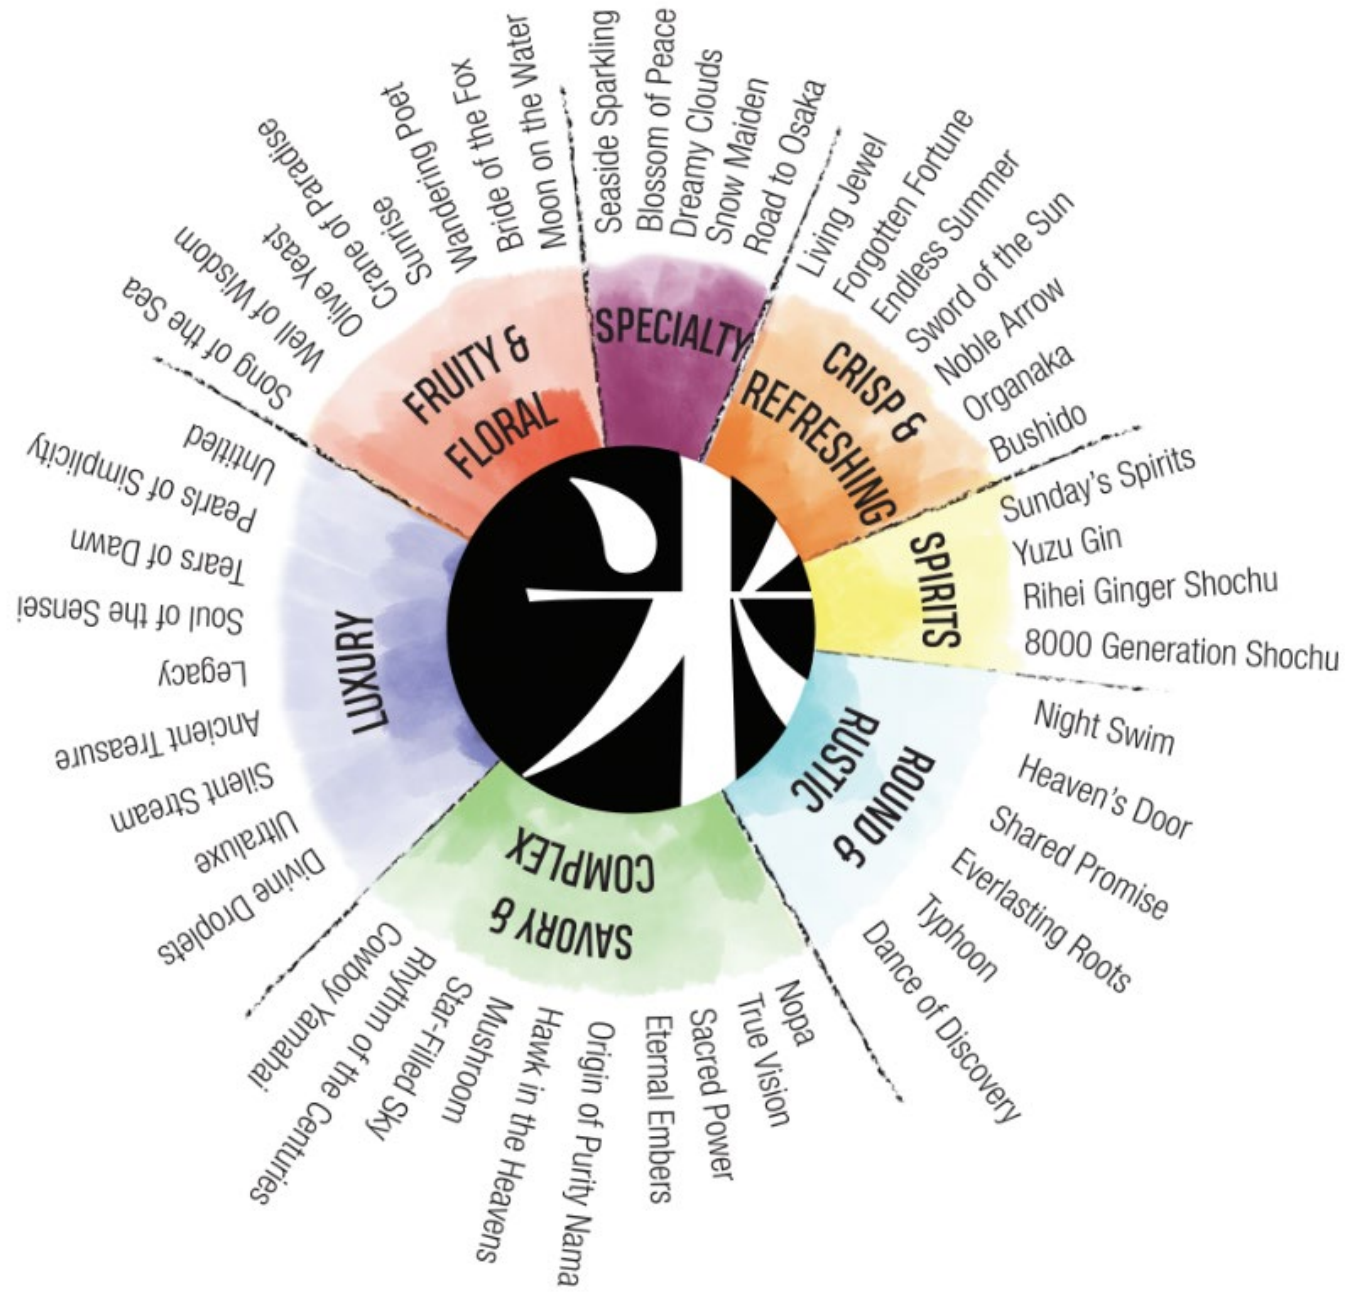 SPECIALTY
Seaside Sparkling
Blossom of Peace
Dreamy Clouds
Snow Maiden
Road to Osaka
CRISP &
REFRESHING
Living Jewel
Forgotten Fortune
Endless Summer
Sword of the Sun
Noble Arrow
Organaka
Bushido
SPIRITS
Sunday's Spirits
Yuzu Gin
Rihei Ginger Shochu
8000 Generation Shochu
ROUND &
RUSTIC
Night Swim
Heaven's Door
Shared Promise
Everlasting Roots
Typhoon
Dance of Discovery
SAVORY &
COMPLEX
Nopa
True Vision
Sacred Power
Eternal Embers
Origin of Purity Nama
Hawk in the Heavens
Mushroom
Star-Filled Sky
Rhythm of the Centuries
Cowboy Yamahai
LUXURY
Divine Droplets
Ultraluxe
Silent Stream
Ancient Treasure
Legacy
Soul of the Sensei
Tears of Dawn
Pearls of Simplicity
Untitled
FRUITY &
FLORAL
Song of the Sea
Well of Wisdom
Olive Yeast
Crane of Paradise
Sunrise
Wandering Poet
Bride of the Fox
Moon on the Water
米